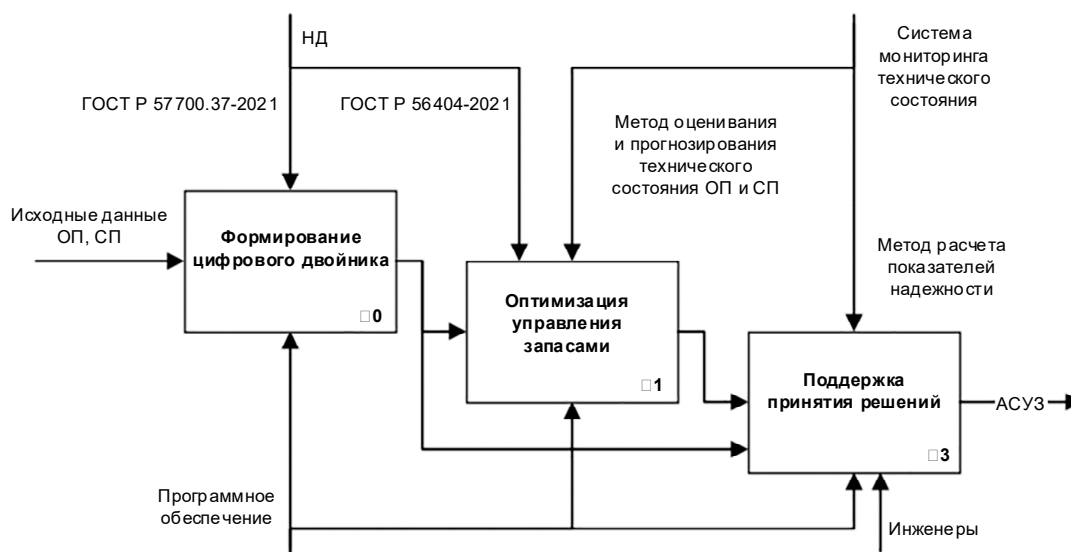 НД
Система
мониторинга
технического
состояния
ГОСТ Р 57700.37-2021
ГОСТ Р 56404-2021
Метод оценивания
и прогнозирования
технического
состояния ОП и СП
Исходные данные
ОП, СП
Формирование
цифрового двойника
□0
Метод расчета
показателей
надежности
Оптимизация
управления
запасами
□1
Поддержка
принятия решений
□3
АСУЗ
Программное
обеспечение
Инженеры